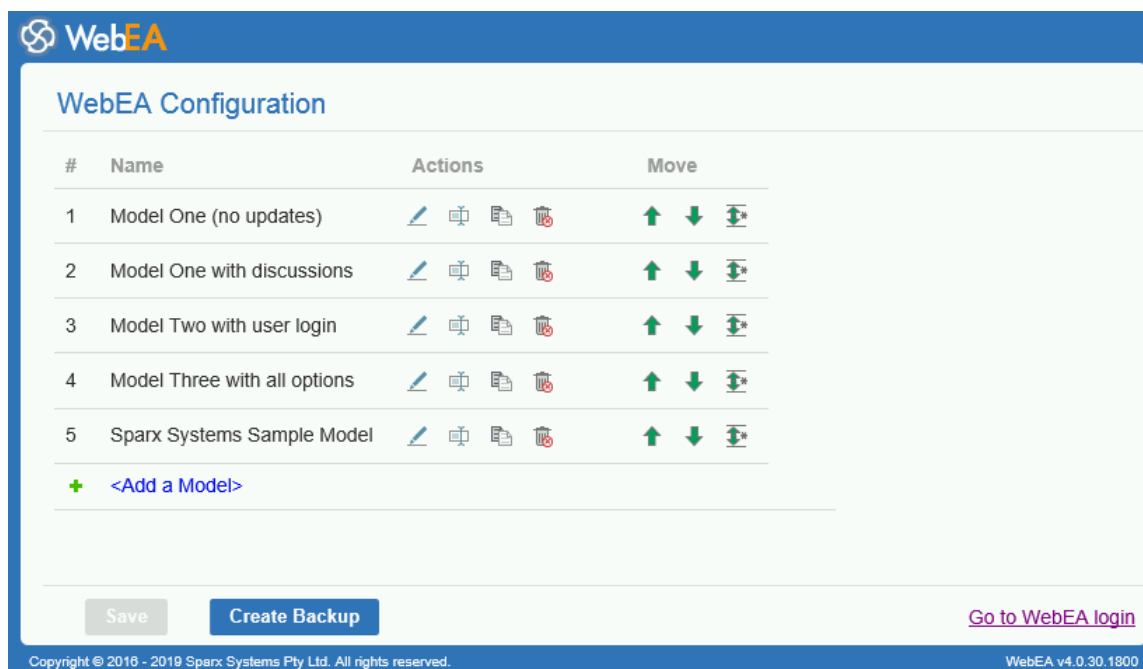 WebEA
WebEA Configuration
# Name Actions Move
1 Model One (no updates)
2 Model One with discussions
3 Model Two with user login
4 Model Three with all options
5 Sparx Systems Sample Model
<Add a Model>
Save Create Backup Go to WebEA login
Copyright © 2016 - 2019 Sparx Systems Pty Ltd. All rights reserved. WebEA v4.0.30.1800